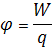 φ = W/q